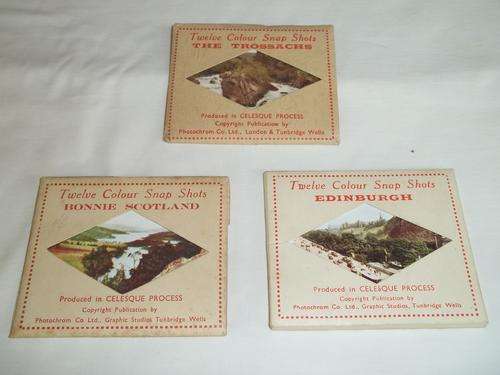 Twelve Colour Snap Shots
THE TROSSACHS
Produced in CELESQUE PROCESS
Copyright Publication by
Photochrom Co. Ltd., London & Tunbridge Wells
Twelve Colour Snap Shots
BONNIE SCOTLAND
Produced in CELESQUE PROCESS
Copyright Publication by
Photochrom Co. Ltd., Graphic Studios Tunbridge Wells
Twelve Colour Snap Shots
EDINBURGH
Produced in CELESQUE PROCESS
Copyright Publication by
Photochrom Co. Ltd., Graphic Studios, Tunbridge Wells